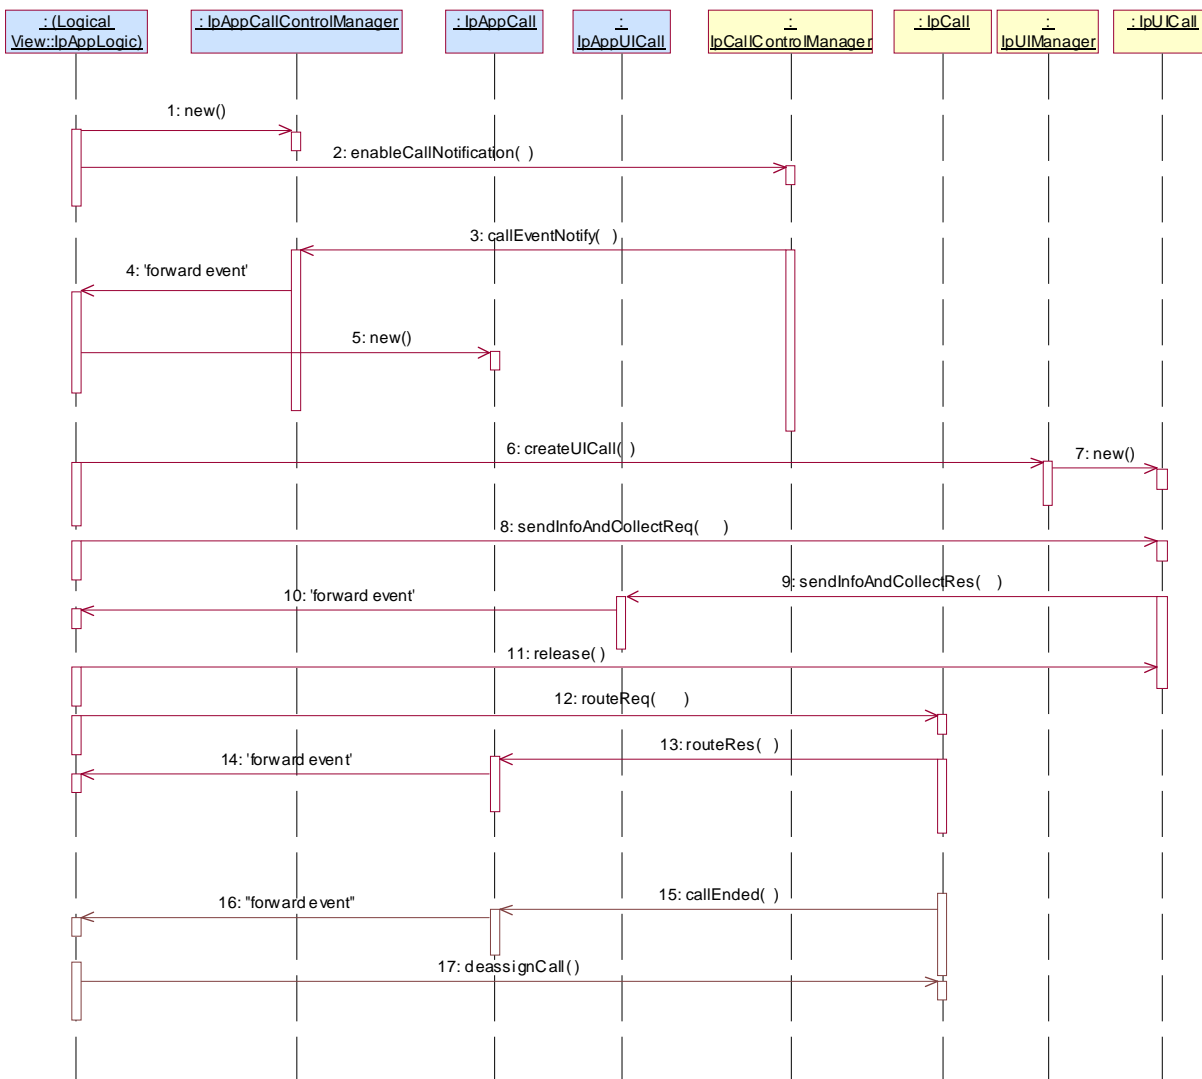 : (Logical
View::IpAppLogic)
: IpAppCallControlManager
: IpAppCall
:
IpAppUICall
:
IpCallControlManager
: IpCall
:
IpUIManager
: IpUICall
1: new()
2: enableCallNotification( )
3: callEventNotify( )
4: 'forward event'
5: new()
6: createUICall( )
7: new()
8: sendInfoAndCollectReq( )
9: sendInfoAndCollectRes( )
10: 'forward event'
11: release( )
12: routeReq( )
13: routeRes( )
14: 'forward event'
15: callEnded( )
16: "forward event"
17: deassignCall( )